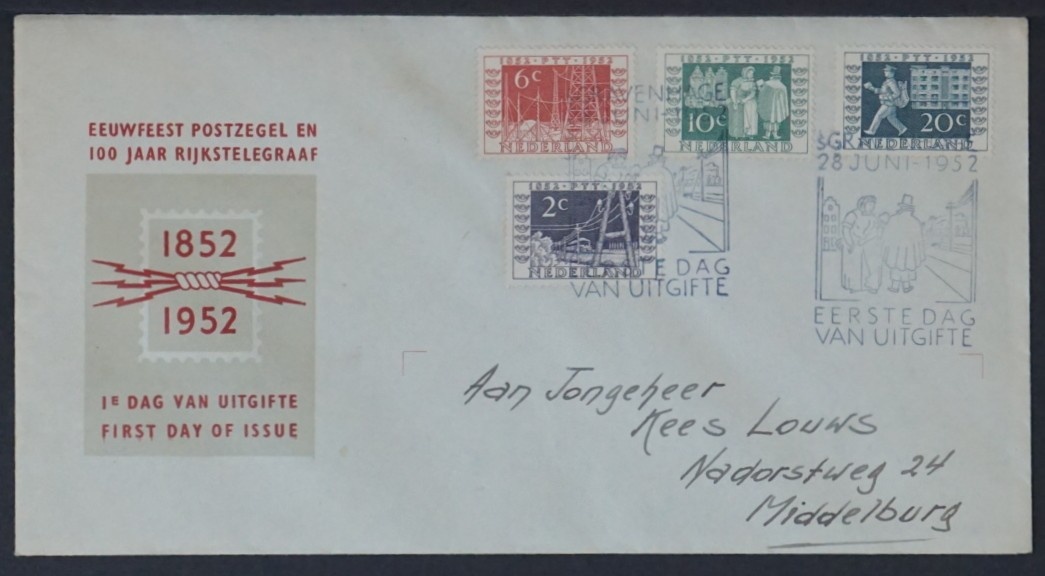 EEUWFEEST POSTZEGEL EN
100 JAAR RIJKSTELEGRAAF
1852
1952
1E DAG VAN UITGIFTE
FIRST DAY OF ISSUE
1852 · PTT · 1952
6c
NEDERLAND
1852 · PTT · 1952
10c
NEDERLAND
1852 · PTT · 1952
20c
NEDERLAND
1852 · PTT · 1952
2c
NEDERLAND
DAG
VAN UITGIFTE
28 JUNI-1952
EERSTE DAG
VAN UITGIFTE
Aan Jongeheer
Kees Louws
Nadorstweg 24
Middelburg